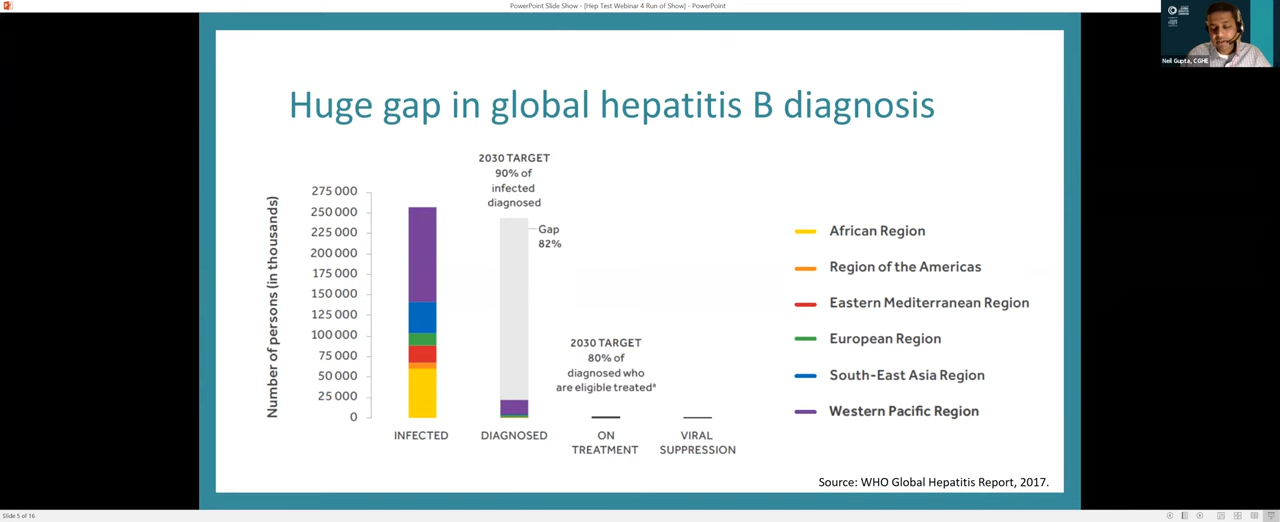 PowerPoint Slide Show - [Hep Test Webinar 4 Run of Show] - PowerPoint
Neil Gupta, CGHE
Huge gap in global hepatitis B diagnosis
2030 TARGET
90% of
infected
diagnosed
Gap
82%
Number of persons (in thousands)
275 000
250 000
225 000
200 000
175 000
150 000
125 000
100 000
75 000
50 000
25 000
0
2030 TARGET
80% of
diagnosed who
are eligible treatedª
INFECTED
DIAGNOSED
ON
TREATMENT
VIRAL
SUPPRESSION
African Region
Region of the Americas
Eastern Mediterranean Region
European Region
South-East Asia Region
Western Pacific Region
Source: WHO Global Hepatitis Report, 2017.
Slide 5 of 16